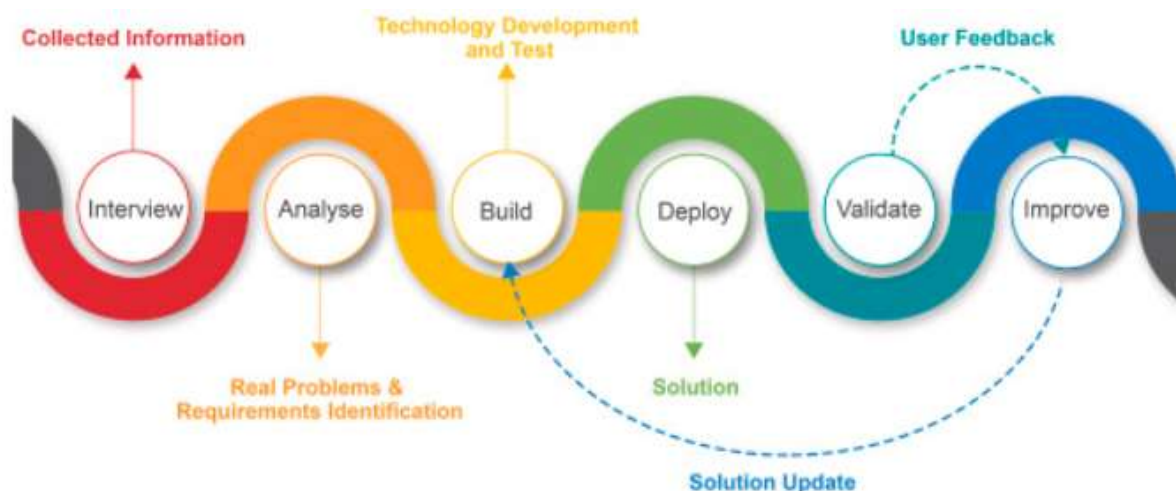 Collected Information
Technology Development
and Test
User Feedback
Interview
Analyse
Build
Deploy
Validate
Improve
Real Problems &
Requirements Identification
Solution
Solution Update